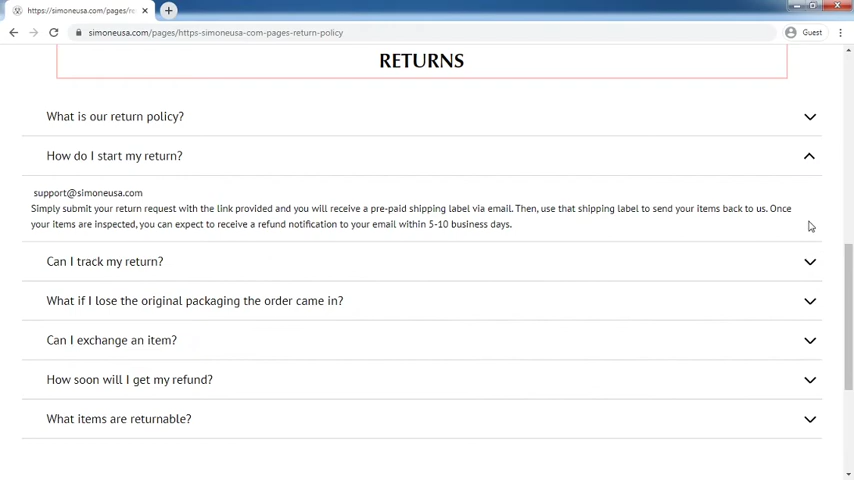 https://simoneusa.com/pages/re
simoneusa.com/pages/https-simoneusa-com-pages-return-policy
Guest
RETURNS
What is our return policy?
How do I start my return?
support@simoneusa.com
Simply submit your return request with the link provided and you will receive a pre-paid shipping label via email. Then, use that shipping label to send your items back to us. Once
your items are inspected, you can expect to receive a refund notification to your email within 5-10 business days.
Can I track my return?
What if I lose the original packaging the order came in?
Can I exchange an item?
How soon will I get my refund?
What items are returnable?